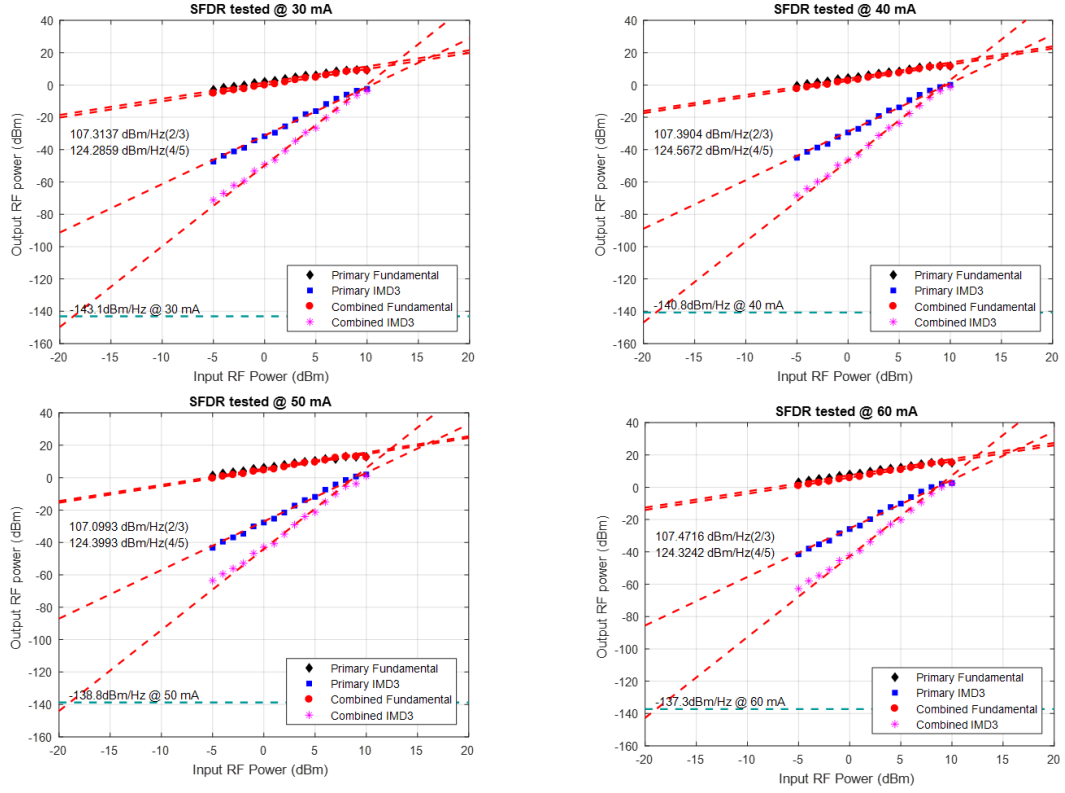 SFDR tested @ 30 mA
40
20
0
-20
-40
-60
-80
-100
-120
-140
-160
Output RF power (dBm)
107.3137 dBm/Hz(2/3)
124.2859 dBm/Hz(4/5)
-143.1dBm/Hz @ 30 mA
Primary Fundamental
Primary IMD3
Combined Fundamental
Combined IMD3
-20 -15 -10 -5 0 5 10 15 20
Input RF Power (dBm)
SFDR tested @ 40 mA
40
20
0
-20
-40
-60
-80
-100
-120
-140
-160
Output RF power (dBm)
107.3904 dBm/Hz(2/3)
124.5672 dBm/Hz(4/5)
-140.8dBm/Hz @ 40 mA
Primary Fundamental
Primary IMD3
Combined Fundamental
Combined IMD3
-20 -15 -10 -5 0 5 10 15 20
Input RF Power (dBm)
SFDR tested @ 50 mA
40
20
0
-20
-40
-60
-80
-100
-120
-140
-160
Output RF power (dBm)
107.0993 dBm/Hz(2/3)
124.3993 dBm/Hz(4/5)
-138.8dBm/Hz @ 50 mA
Primary Fundamental
Primary IMD3
Combined Fundamental
Combined IMD3
-20 -15 -10 -5 0 5 10 15 20
Input RF Power (dBm)
SFDR tested @ 60 mA
40
20
0
-20
-40
-60
-80
-100
-120
-140
-160
Output RF power (dBm)
107.4716 dBm/Hz(2/3)
124.3242 dBm/Hz(4/5)
-137.3dBm/Hz @ 60 mA
Primary Fundamental
Primary IMD3
Combined Fundamental
Combined IMD3
-20 -15 -10 -5 0 5 10 15 20
Input RF Power (dBm)